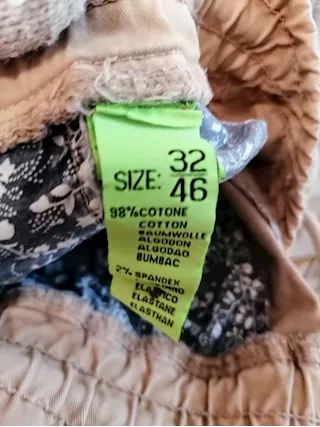 SIZE: 32
46
98% COTONE
COTTON
BAUMWOLLE
ALGODON
ALGODAO
BUMBAC
2% SPANDEX
ELASTICO
ELASTANE
ELASTHAN